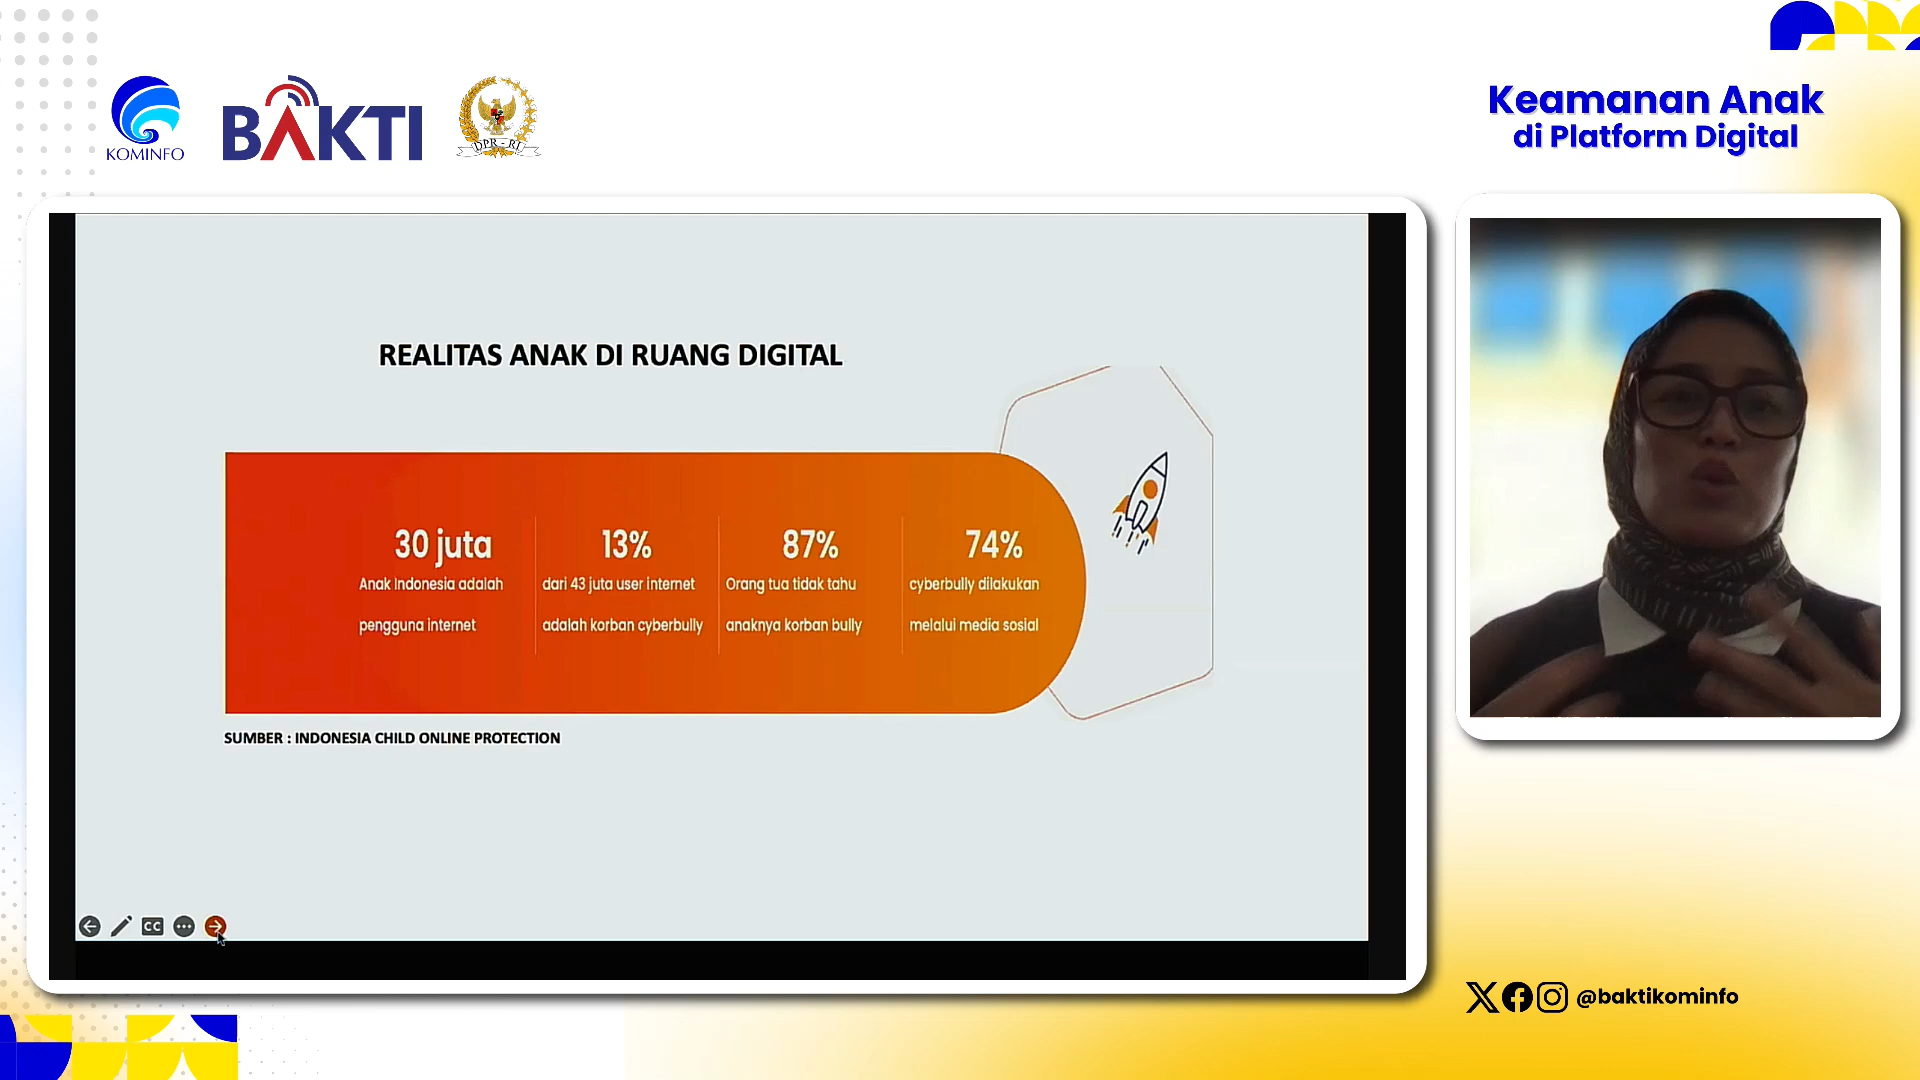 KOMINFO
BAKTI
DPR - RI
Keamanan Anak
di Platform Digital
REALITAS ANAK DI RUANG DIGITAL
30 juta
Anak Indonesia adalah
pengguna internet
13%
dari 43 juta user internet
adalah korban cyberbully
87%
Orang tua tidak tahu
anaknya korban bully
74%
cyberbully dilakukan
melalui media sosial
SUMBER : INDONESIA CHILD ONLINE PROTECTION
CC
@baktikominfo